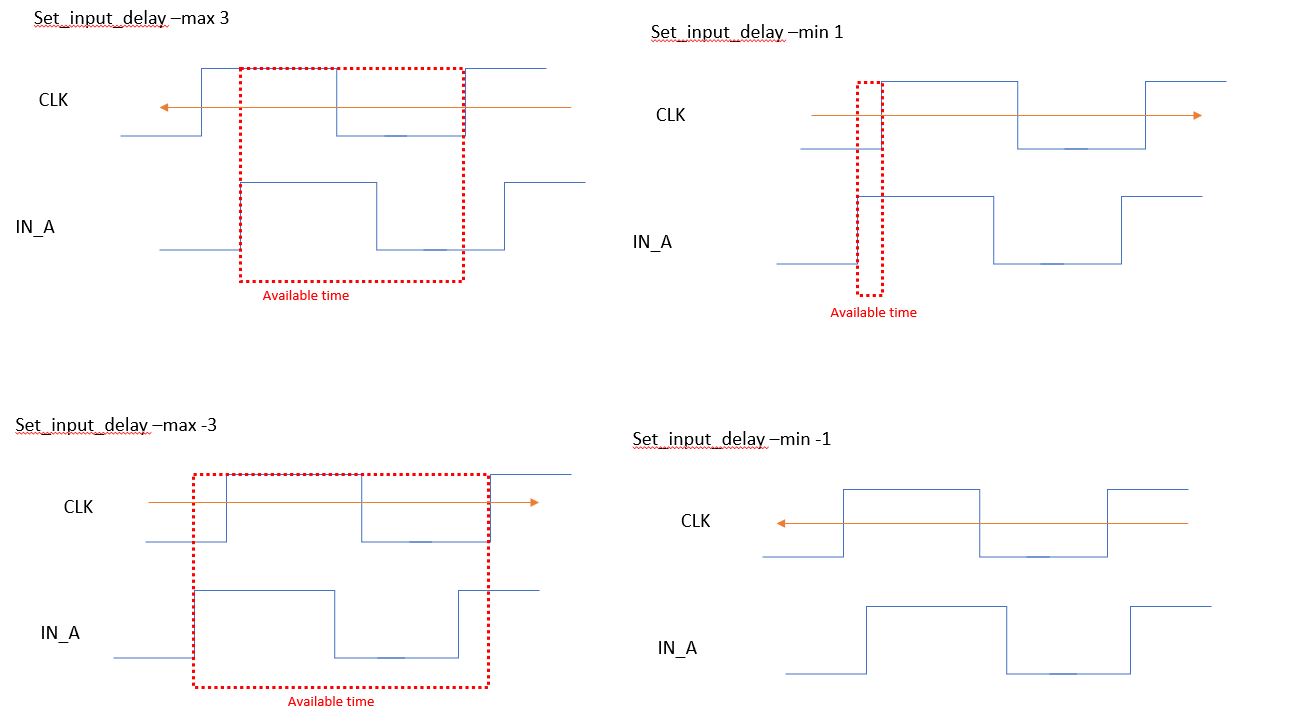 Set_input_delay –max 3
CLK
IN_A
Available time
Set_input_delay –min 1
CLK
IN_A
Available time
Set_input_delay –max -3
CLK
IN_A
Available time
Set_input_delay –min -1
CLK
IN_A